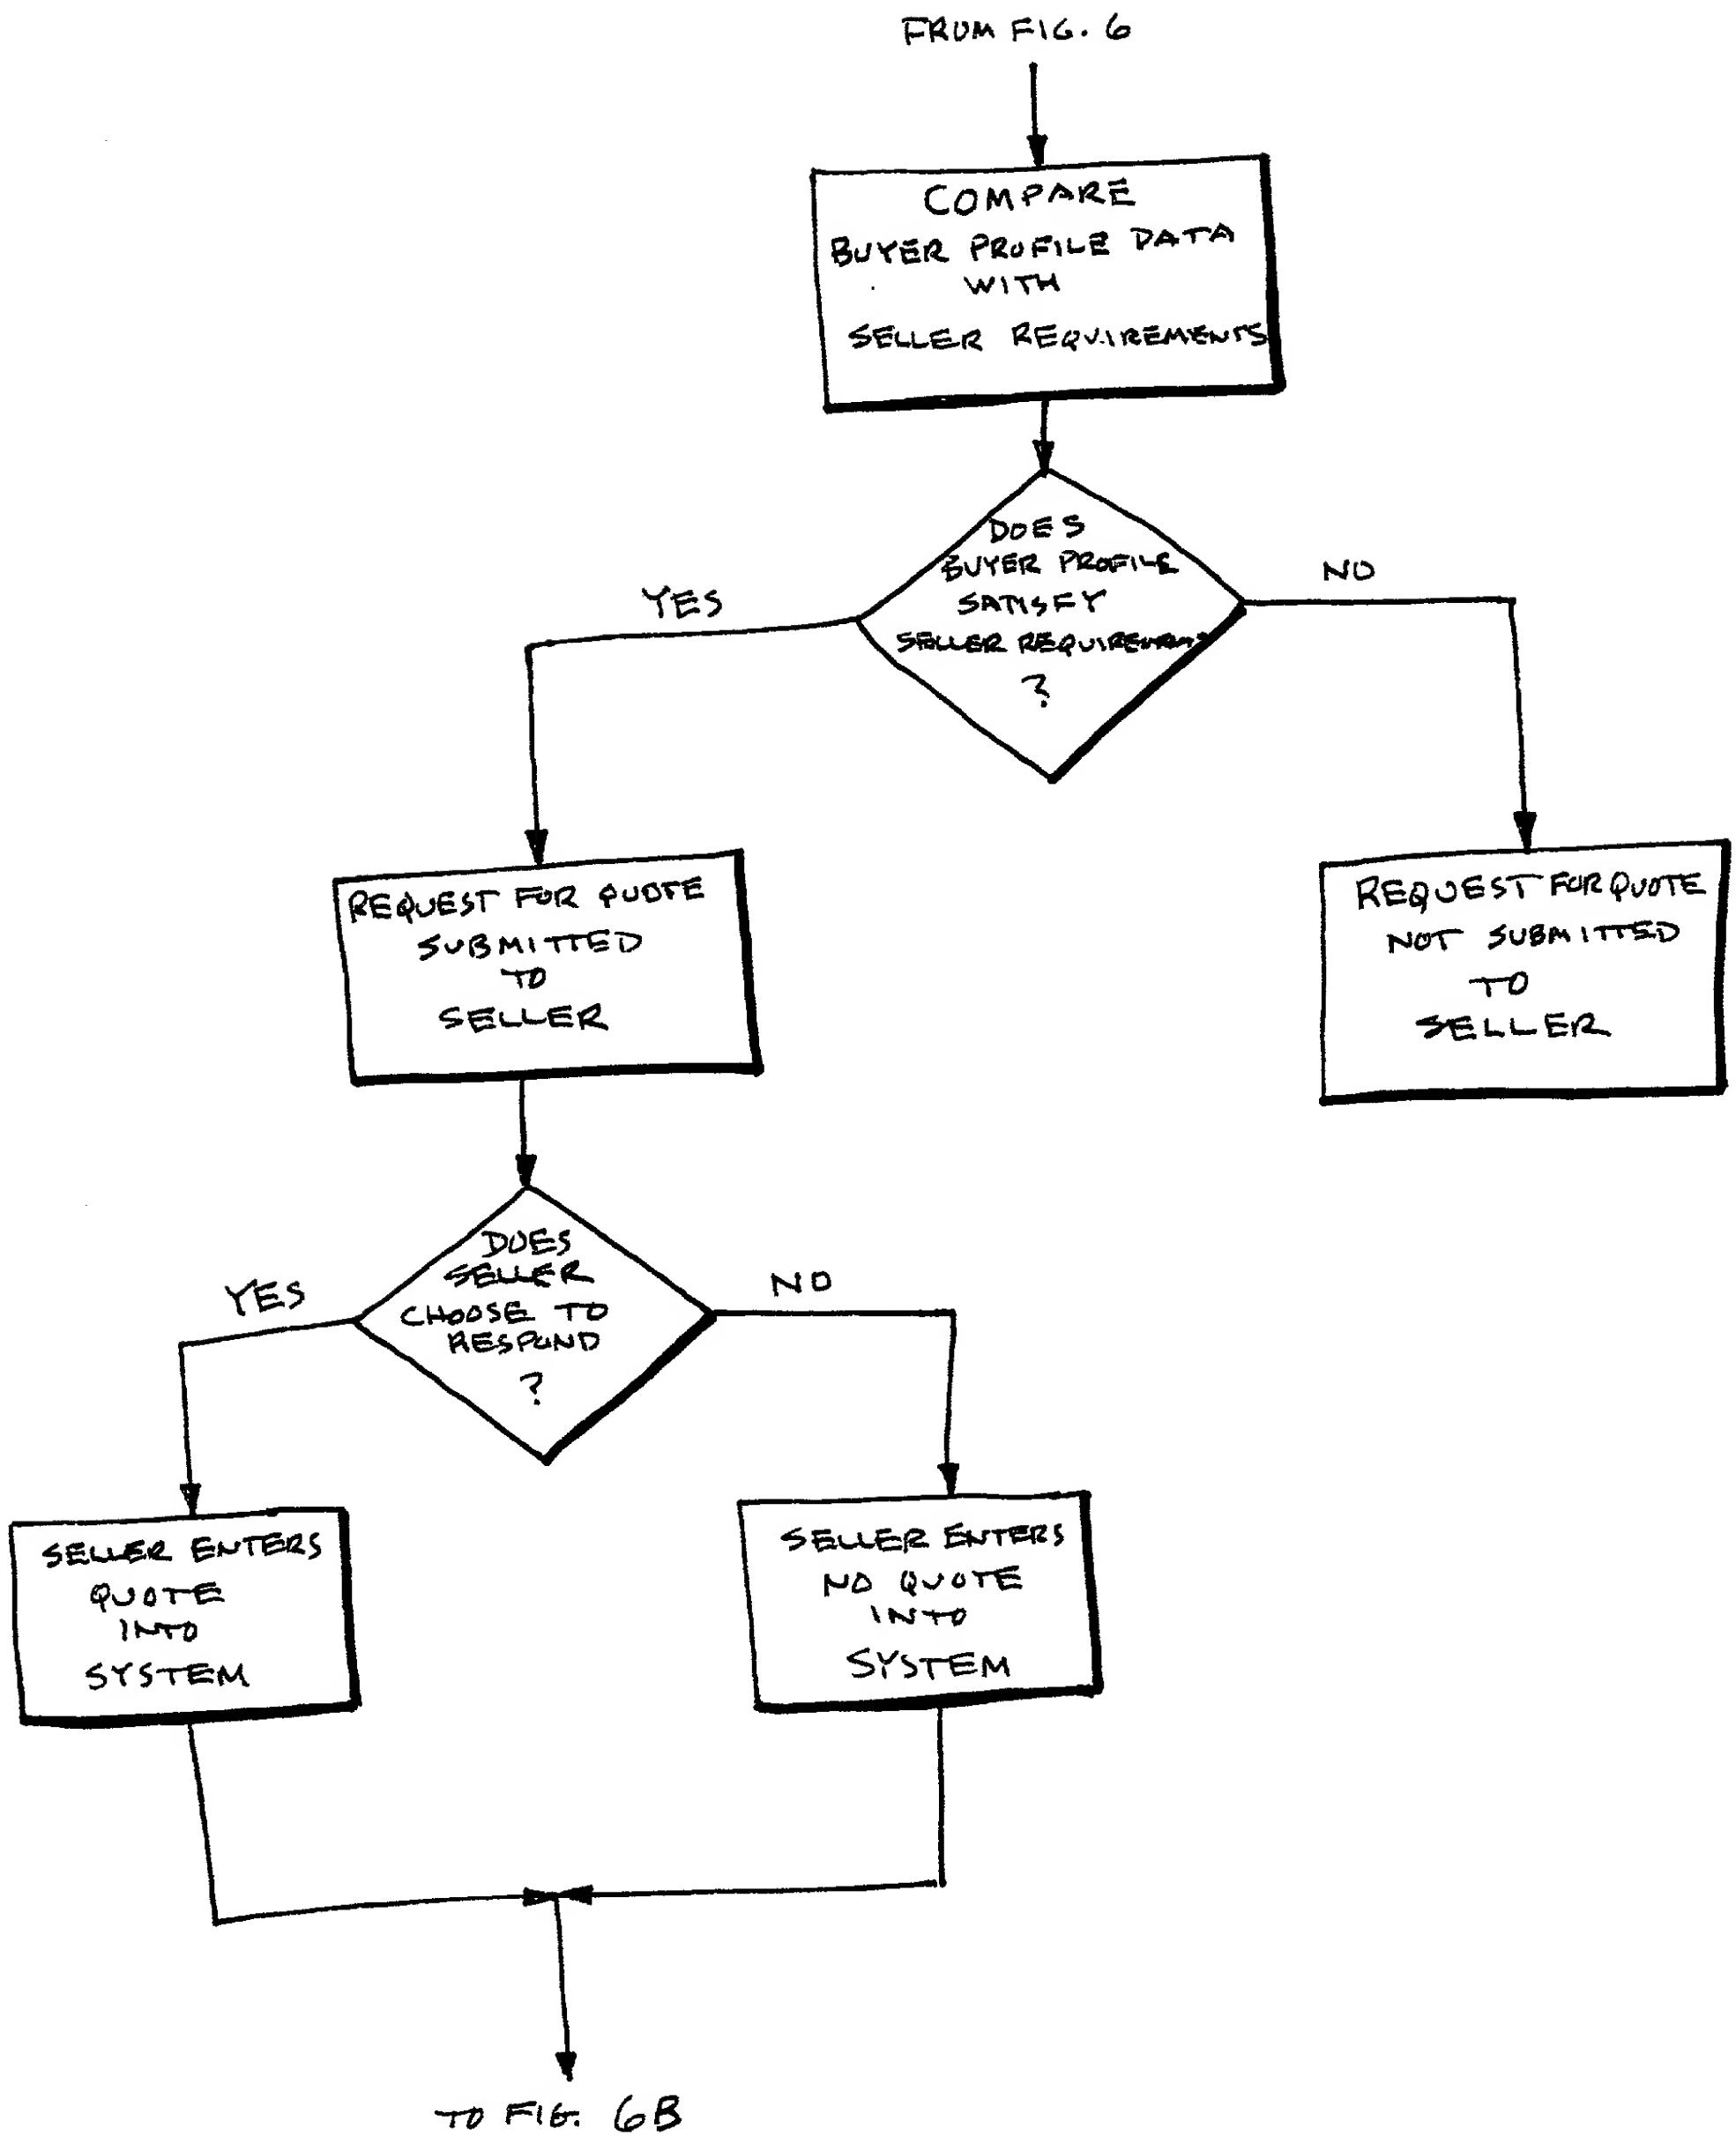 FROM FIG. 6
COMPARE
BUYER PROFILE DATA
WITH
SELLER REQUIREMENTS
DOES
BUYER PROFILE
SATISFY
SELLER REQUIREMENTS
?
YES
NO
REQUEST FOR QUOTE
SUBMITTED
TO
SELLER
REQUEST FOR QUOTE
NOT SUBMITTED
TO
SELLER
DOES
SELLER
CHOOSE TO
RESPOND
?
YES
NO
SELLER ENTERS
QUOTE
INTO
SYSTEM
SELLER ENTERS
NO QUOTE
INTO
SYSTEM
TO FIG. 6B